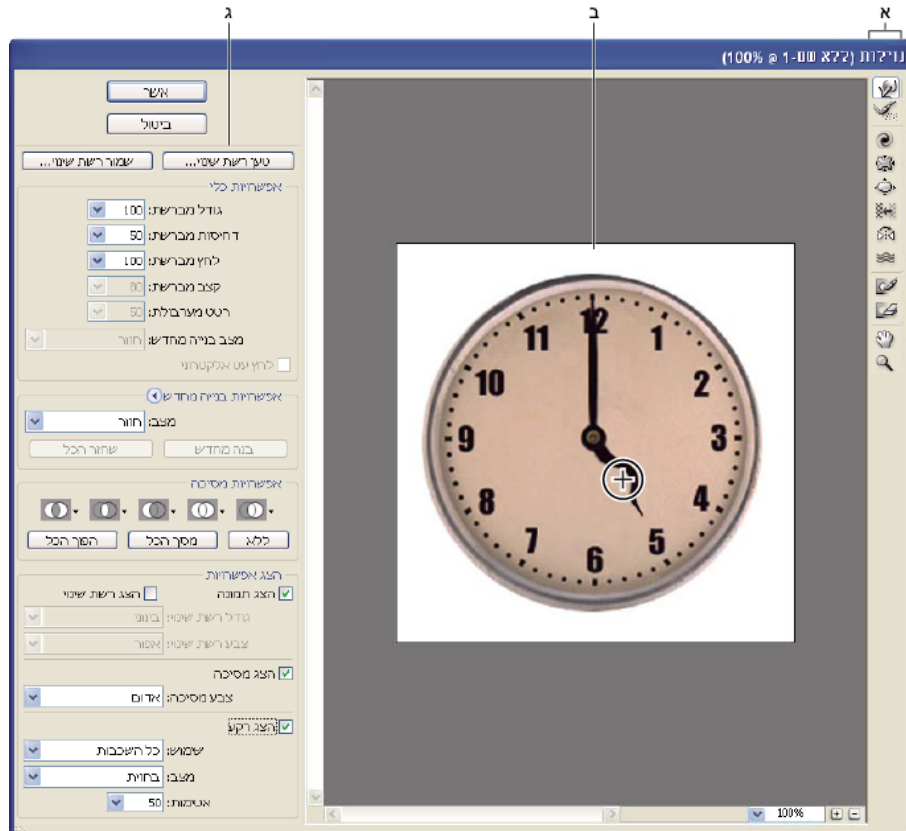 א
ב
ג
נזילות (ללא שם-1 @ 100%)
אשר
ביטול
טען רשת שינוי...
שמור רשת שינוי...
אפשרויות כלי
גודל מברשת: 100
דחיסות מברשת: 50
לחץ מברשת: 100
קצב מברשת: 80
רטט מערבולת: 50
מצב בנייה מחדש: חזור
לחץ עט אלקטרוני
אפשרויות בנייה מחדש
מצב: חזור
בנה מחדש
שחזר הכל
אפשרויות מסיכה
ללא
מסך הכל
הפוך הכל
הצג אפשרויות
הצג תמונה
הצג רשת שינוי
גודל רשת שינוי: בינוני
צבע רשת שינוי: אפור
הצג מסיכה
צבע מסיכה: אדום
הצג רקע
שימוש: כל השכבות
מצב: בחזית
אטימות: 50
12
1
2
3
4
5
6
7
8
9
10
11
100%